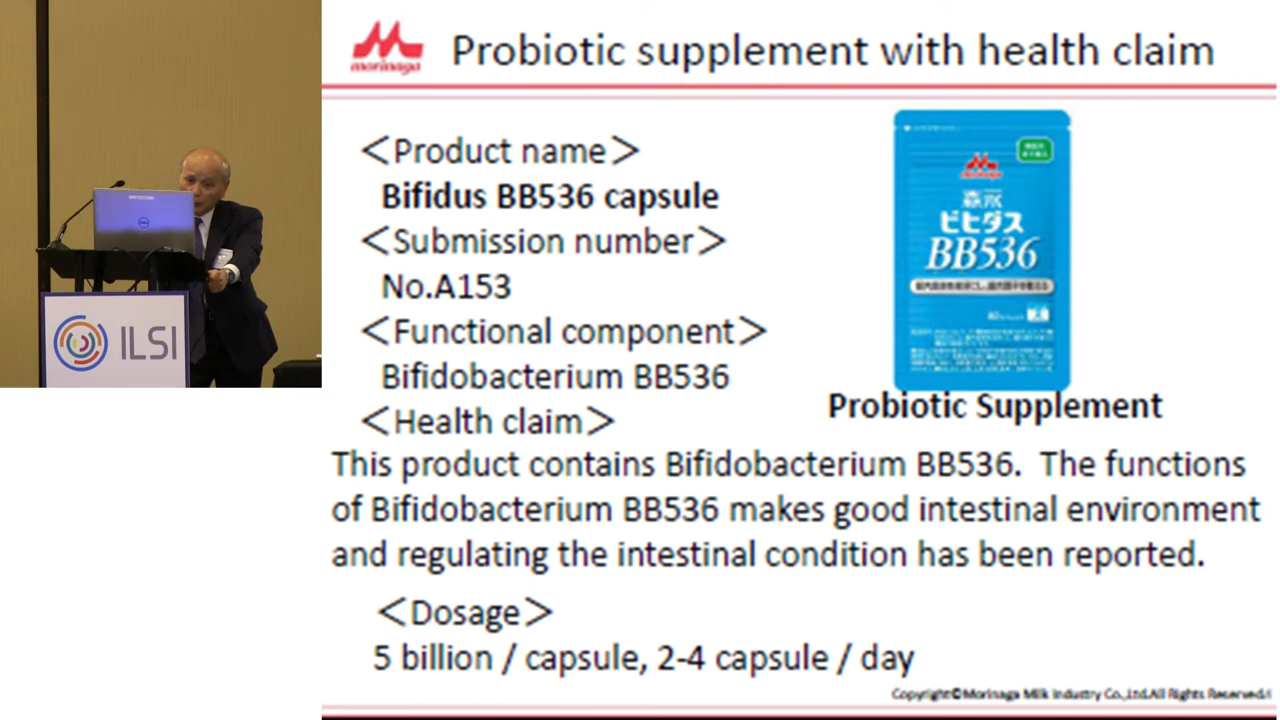 morinaga
Probiotic supplement with health claim
<Product name>
Bifidus BB536 capsule
<Submission number>
No.A153
<Functional component>
Bifidobacterium BB536
<Health claim>
This product contains Bifidobacterium BB536. The functions
of Bifidobacterium BB536 makes good intestinal environment
and regulating the intestinal condition has been reported.
<Dosage>
5 billion / capsule, 2-4 capsule / day
morinaga
森永
ビヒダス
BB536
Probiotic Supplement
DELL
ILSI
Copyright©Morinaga Milk Industry Co.,Ltd.All Rights Reserved.